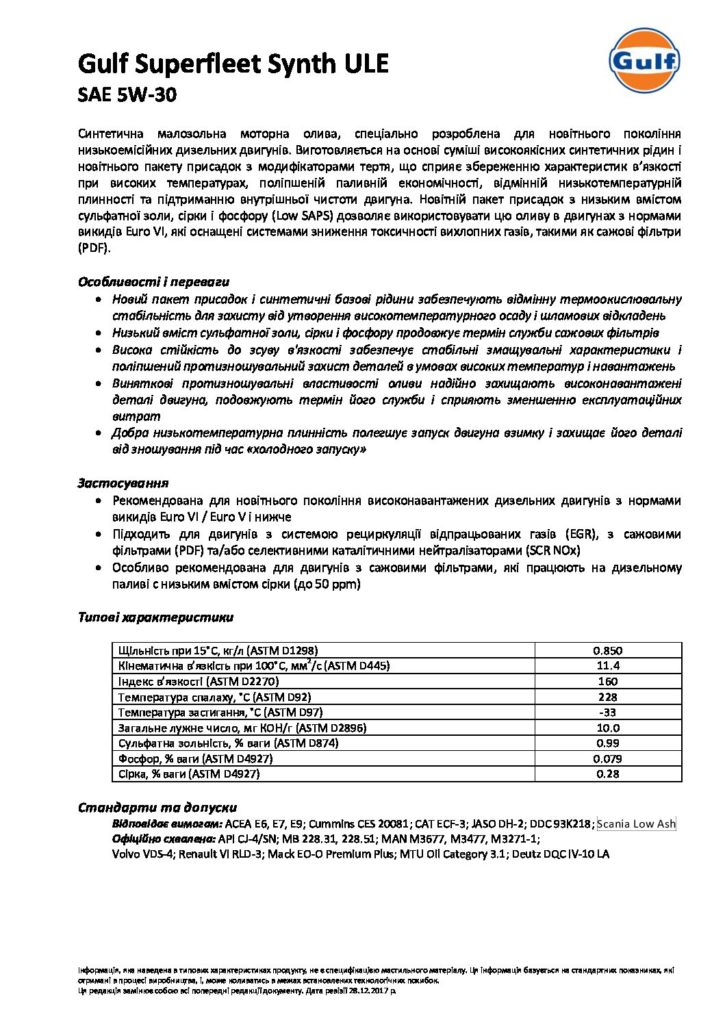 Gulf Superfleet Synth ULE
Gulf
SAE 5W-30
Синтетична малозольна моторна олива, спеціально розроблена для новітнього покоління
низькоемісійних дизельних двигунів. Виготовляється на основі суміші високоякісних синтетичних рідин і
новітнього пакету присадок з модифікаторами тертя, що сприяє збереженню характеристик в’язкості
при високих температурах, поліпшеній паливній економічності, відмінній низькотемпературній
плинності та підтриманню внутрішньої чистоти двигуна. Новітній пакет присадок з низьким вмістом
сульфатної золи, сірки і фосфору (Low SAPS) дозволяє використовувати цю оливу в двигунах з нормами
викидів Euro VI, які оснащені системами зниження токсичності вихлопних газів, такими як сажові фільтри
(PDF).
Особливості і переваги
• Новий пакет присадок і синтетичні базові рідини забезпечують відмінну термоокислювальну
стабільність для захисту від утворення високотемпературного осаду і шламових відкладень
• Низький вміст сульфатної золи, сірки і фосфору продовжує термін служби сажових фільтрів
• Висока стійкість до зсуву в'язкості забезпечує стабільні змащувальні характеристики і
поліпшений протизношувальний захист деталей в умовах високих температур і навантажень
• Виняткові протизношувальні властивості оливи надійно захищають високонавантажені
деталі двигуна, подовжують термін його служби і сприяють зменшенню експлуатаційних
витрат
• Добра низькотемпературна плинність полегшує запуск двигуна взимку і захищає його деталі
від зношування під час «холодного запуску»
Застосування
• Рекомендована для новітнього покоління високонавантажених дизельних двигунів з нормами
викидів Euro VI / Euro V і нижче
• Підходить для двигунів з системою рециркуляції відпрацьованих газів (EGR), з сажовими
фільтрами (PDF) та/або селективними каталітичними нейтралізаторами (SCR NOx)
• Особливо рекомендована для двигунів з сажовими фільтрами, які працюють на дизельному
паливі с низьким вмістом сірки (до 50 ppm)
Типові характеристики
Щільність при 15°С, кг/л (ASTM D1298) 0.850
Кінематична в’язкість при 100°С, мм²/с (ASTM D445) 11.4
Індекс в’язкості (ASTM D2270) 160
Температура спалаху, °С (ASTM D92) 228
Температура застигання, °С (ASTM D97) -33
Загальне лужне число, мг КОН/г (ASTM D2896) 10.0
Сульфатна зольність, % ваги (ASTM D874) 0.99
Фосфор, % ваги (ASTM D4927) 0.079
Сірка, % ваги (ASTM D4927) 0.28
Стандарти та допуски
Відповідає вимогам: ACEA E6, E7, E9; Cummins CES 20081; CAT ECF-3; JASO DH-2; DDC 93K218; Scania Low Ash
Офіційно схвалена: API CJ-4/SN; MB 228.31, 228.51; MAN M3677, M3477, M3271-1;
Volvo VDS-4; Renault VI RLD-3; Mack EO-O Premium Plus; MTU Oil Category 3.1; Deutz DQC IV-10 LA
Інформація, яка наведена в типових характеристиках продукту, не є специфікацією мастильного матеріалу. Ця інформація базується на стандартних показниках, які
отримані в процесі виробництва, і, може коливатись в межах встановлених технологічних похибок.
Ця редакція замінює собою всі попередні редакції документу. Дата ревізії 28.12.2017 р.